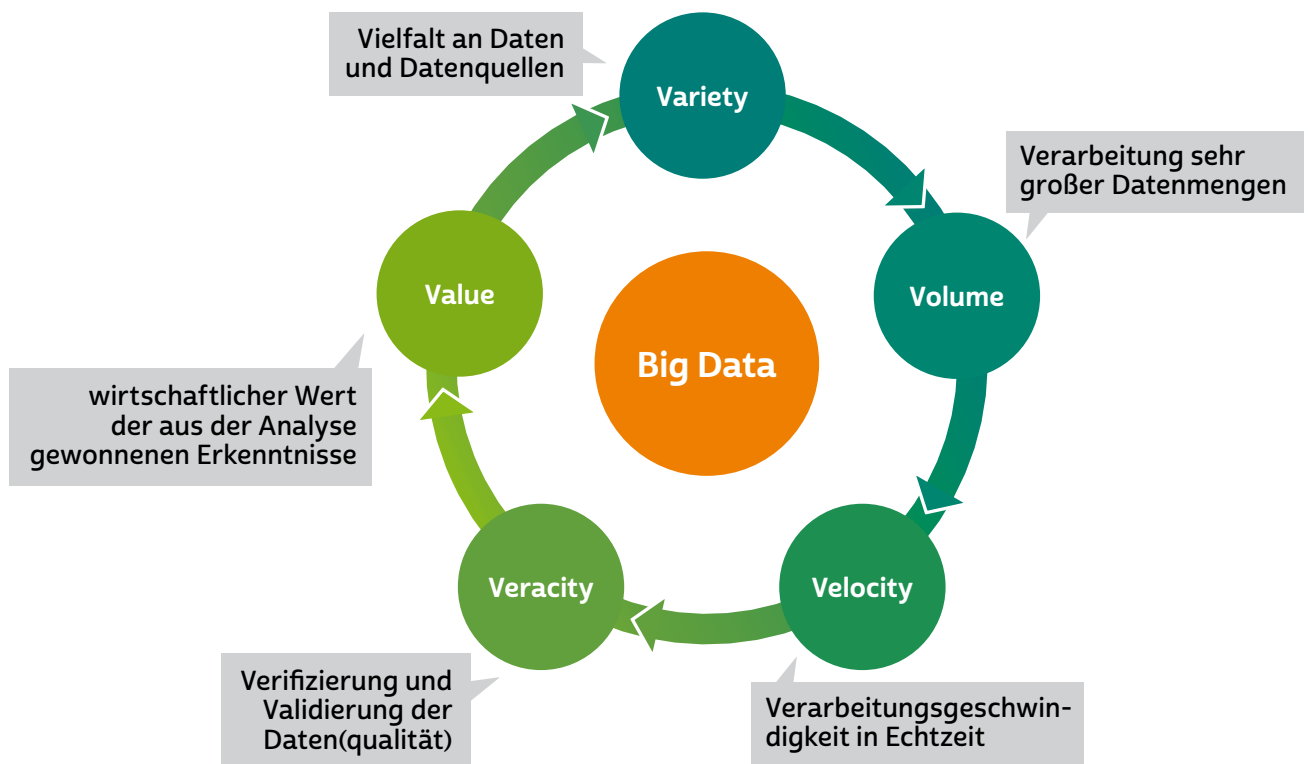 Vielfalt an Daten
und Datenquellen
Variety
Verarbeitung sehr
großer Datenmengen
Volume
Value
Big Data
wirtschaftlicher Wert
der aus der Analyse
gewonnenen Erkenntnisse
Veracity
Velocity
Verifizierung und
Validierung der
Daten(qualität)
Verarbeitungsgeschwin-
digkeit in Echtzeit